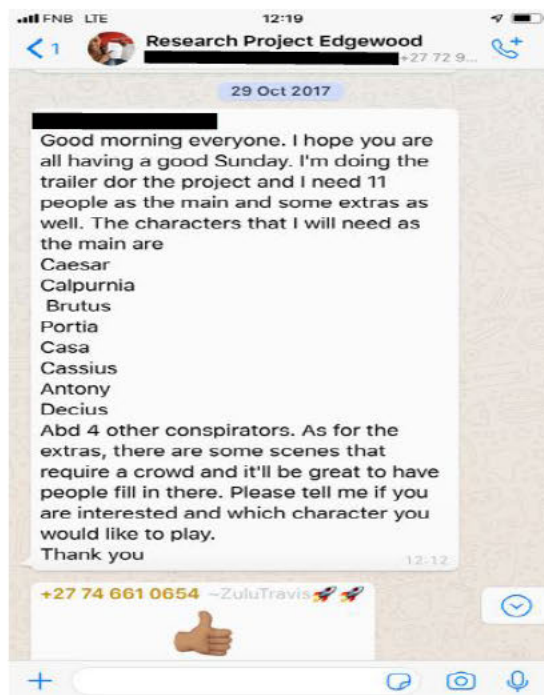 FNB LTE 12:19
1 Research Project Edgewood
+27 72 9...
29 Oct 2017
Good morning everyone. I hope you are
all having a good Sunday. I'm doing the
trailer dor the project and I need 11
people as the main and some extras as
well. The characters that I will need as
the main are
Caesar
Calpurnia
Brutus
Portia
Casa
Cassius
Antony
Decius
Abd 4 other conspirators. As for the
extras, there are some scenes that
require a crowd and it'll be great to have
people fill in there. Please tell me if you
are interested and which character you
would like to play.
Thank you
12:12
+27 74 661 0654 ~ZuluTravis🚀🚀
👍🏽